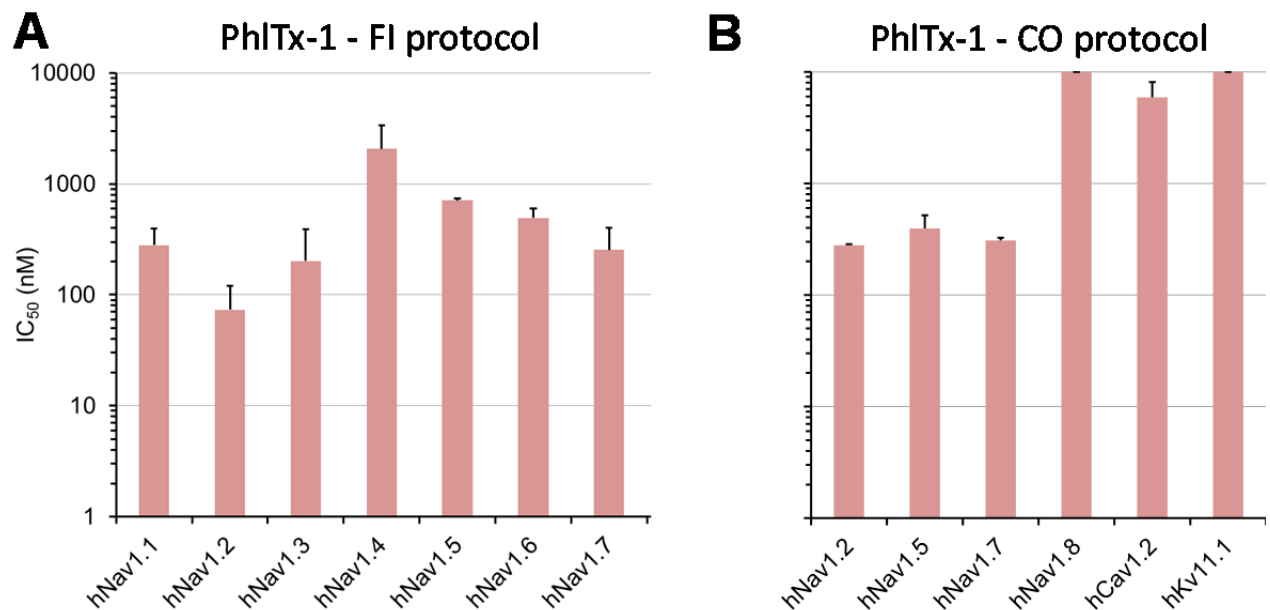 A
PhlTx-1 - FI protocol
B
PhlTx-1 - CO protocol
IC50 (nM)
10000
1000
100
10
1
hNav1.1
hNav1.2
hNav1.3
hNav1.4
hNav1.5
hNav1.6
hNav1.7
hNav1.2
hNav1.5
hNav1.7
hNav1.8
hCav1.2
hKv11.1